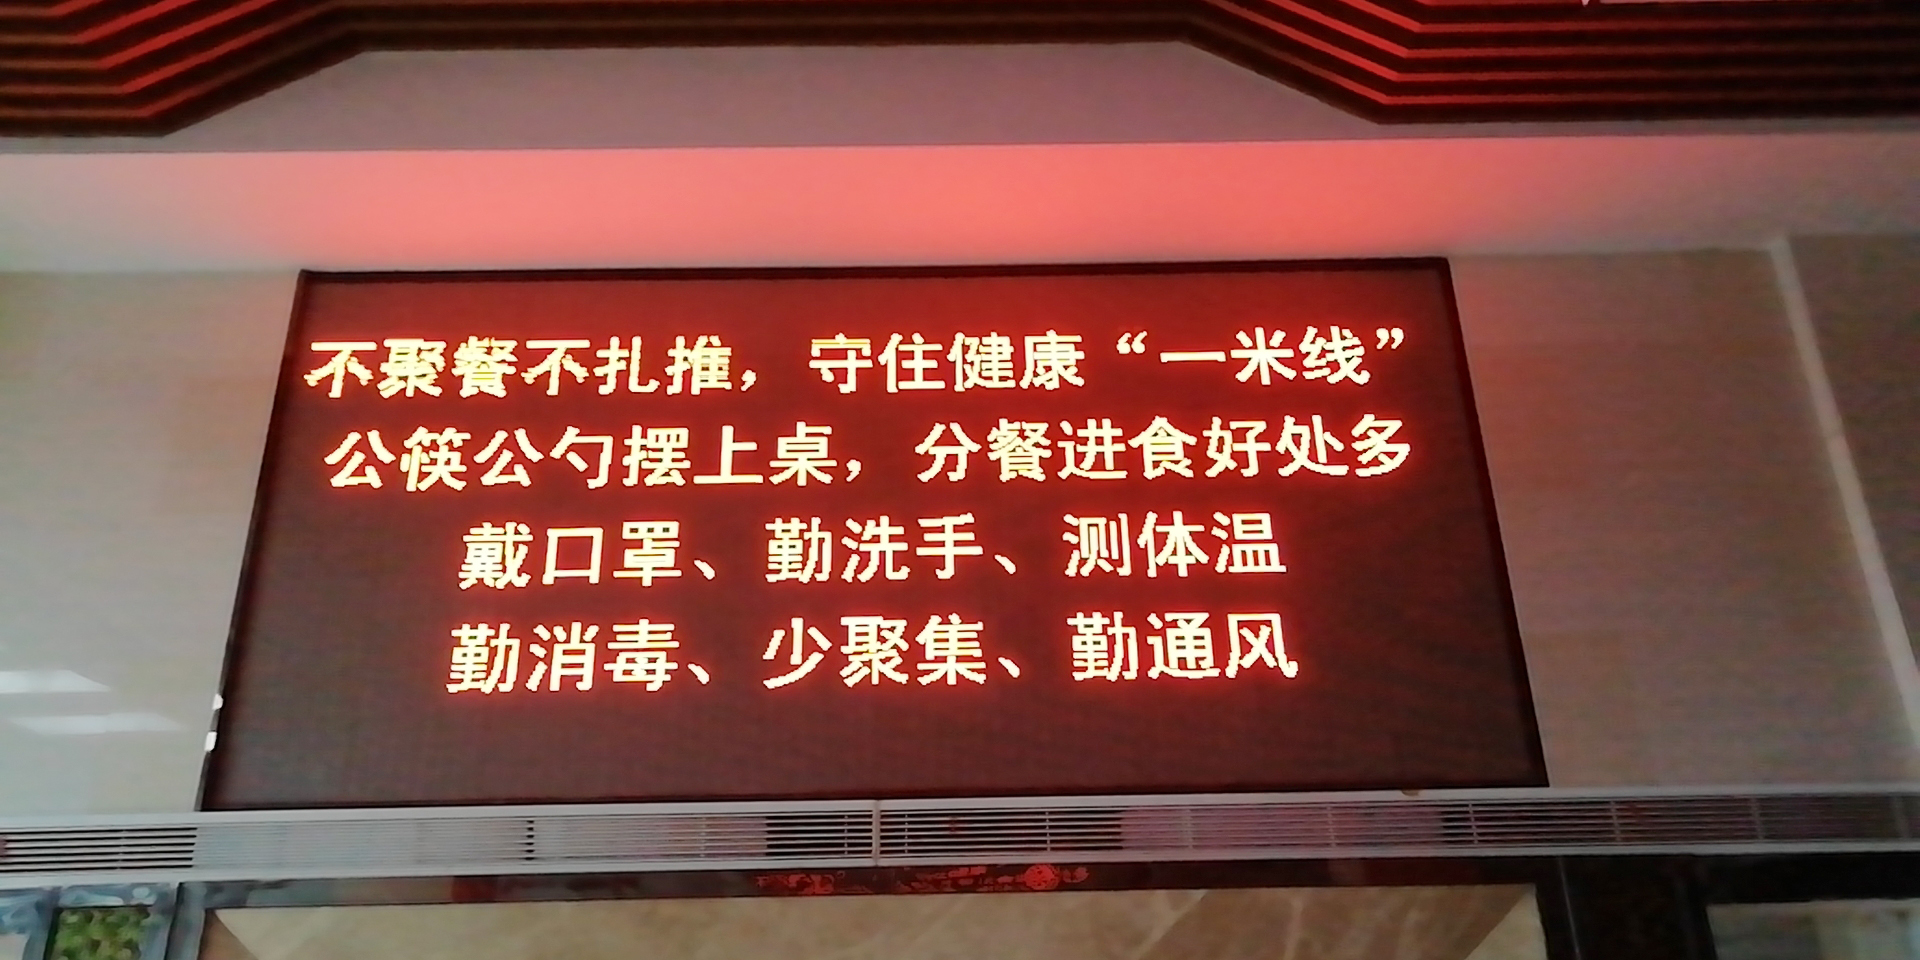 不聚餐不扎推，守住健康“一米线”
公筷公勺摆上桌，分餐进食好处多
戴口罩、勤洗手、测体温
勤消毒、少聚集、勤通风